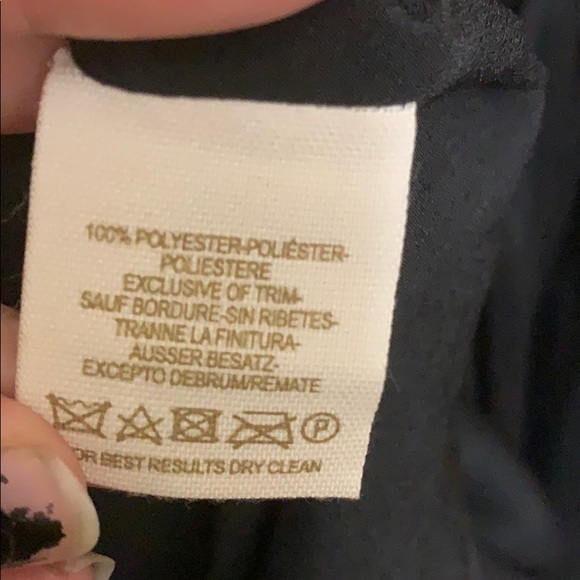 100% POLYESTER-POLIÉSTER-
POLIESTERE
EXCLUSIVE OF TRIM-
SAUF BORDURE-SIN RIBETES-
TRANNE LA FINITURA-
AUSSER BESATZ-
EXCEPTO DEBRUM/REMATE
P
OR BEST RESULTS DRY CLEAN